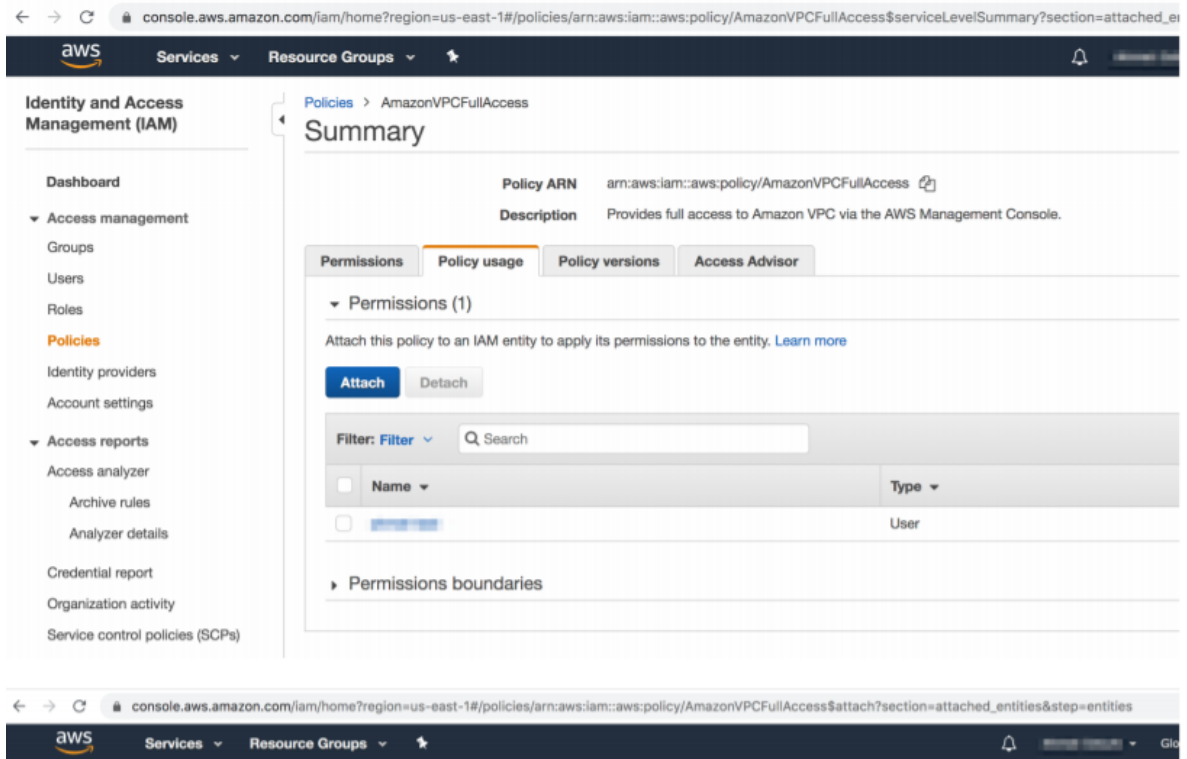 console.aws.amazon.com/iam/home?region=us-east-1#/policies/arn:aws:iam::aws:policy/AmazonVPCFullAccess$serviceLevelSummary?section=attached_e
aws Services Resource Groups
Identity and Access
Management (IAM)
Dashboard
Access management
Groups
Users
Roles
Policies
Identity providers
Account settings
Access reports
Access analyzer
Archive rules
Analyzer details
Credential report
Organization activity
Service control policies (SCPs)
Policies > AmazonVPCFullAccess
Summary
Policy ARN arn:aws:iam::aws:policy/AmazonVPCFullAccess
Description Provides full access to Amazon VPC via the AWS Management Console.
Permissions Policy usage Policy versions Access Advisor
Permissions (1)
Attach this policy to an IAM entity to apply its permissions to the entity. Learn more
Attach Detach
Filter: Filter Search
Name Type
User
Permissions boundaries
console.aws.amazon.com/iam/home?region=us-east-1#/policies/arn:aws:iam::aws:policy/AmazonVPCFullAccess$attach?section=attached_entities&step=entities
aws Services Resource Groups Glo